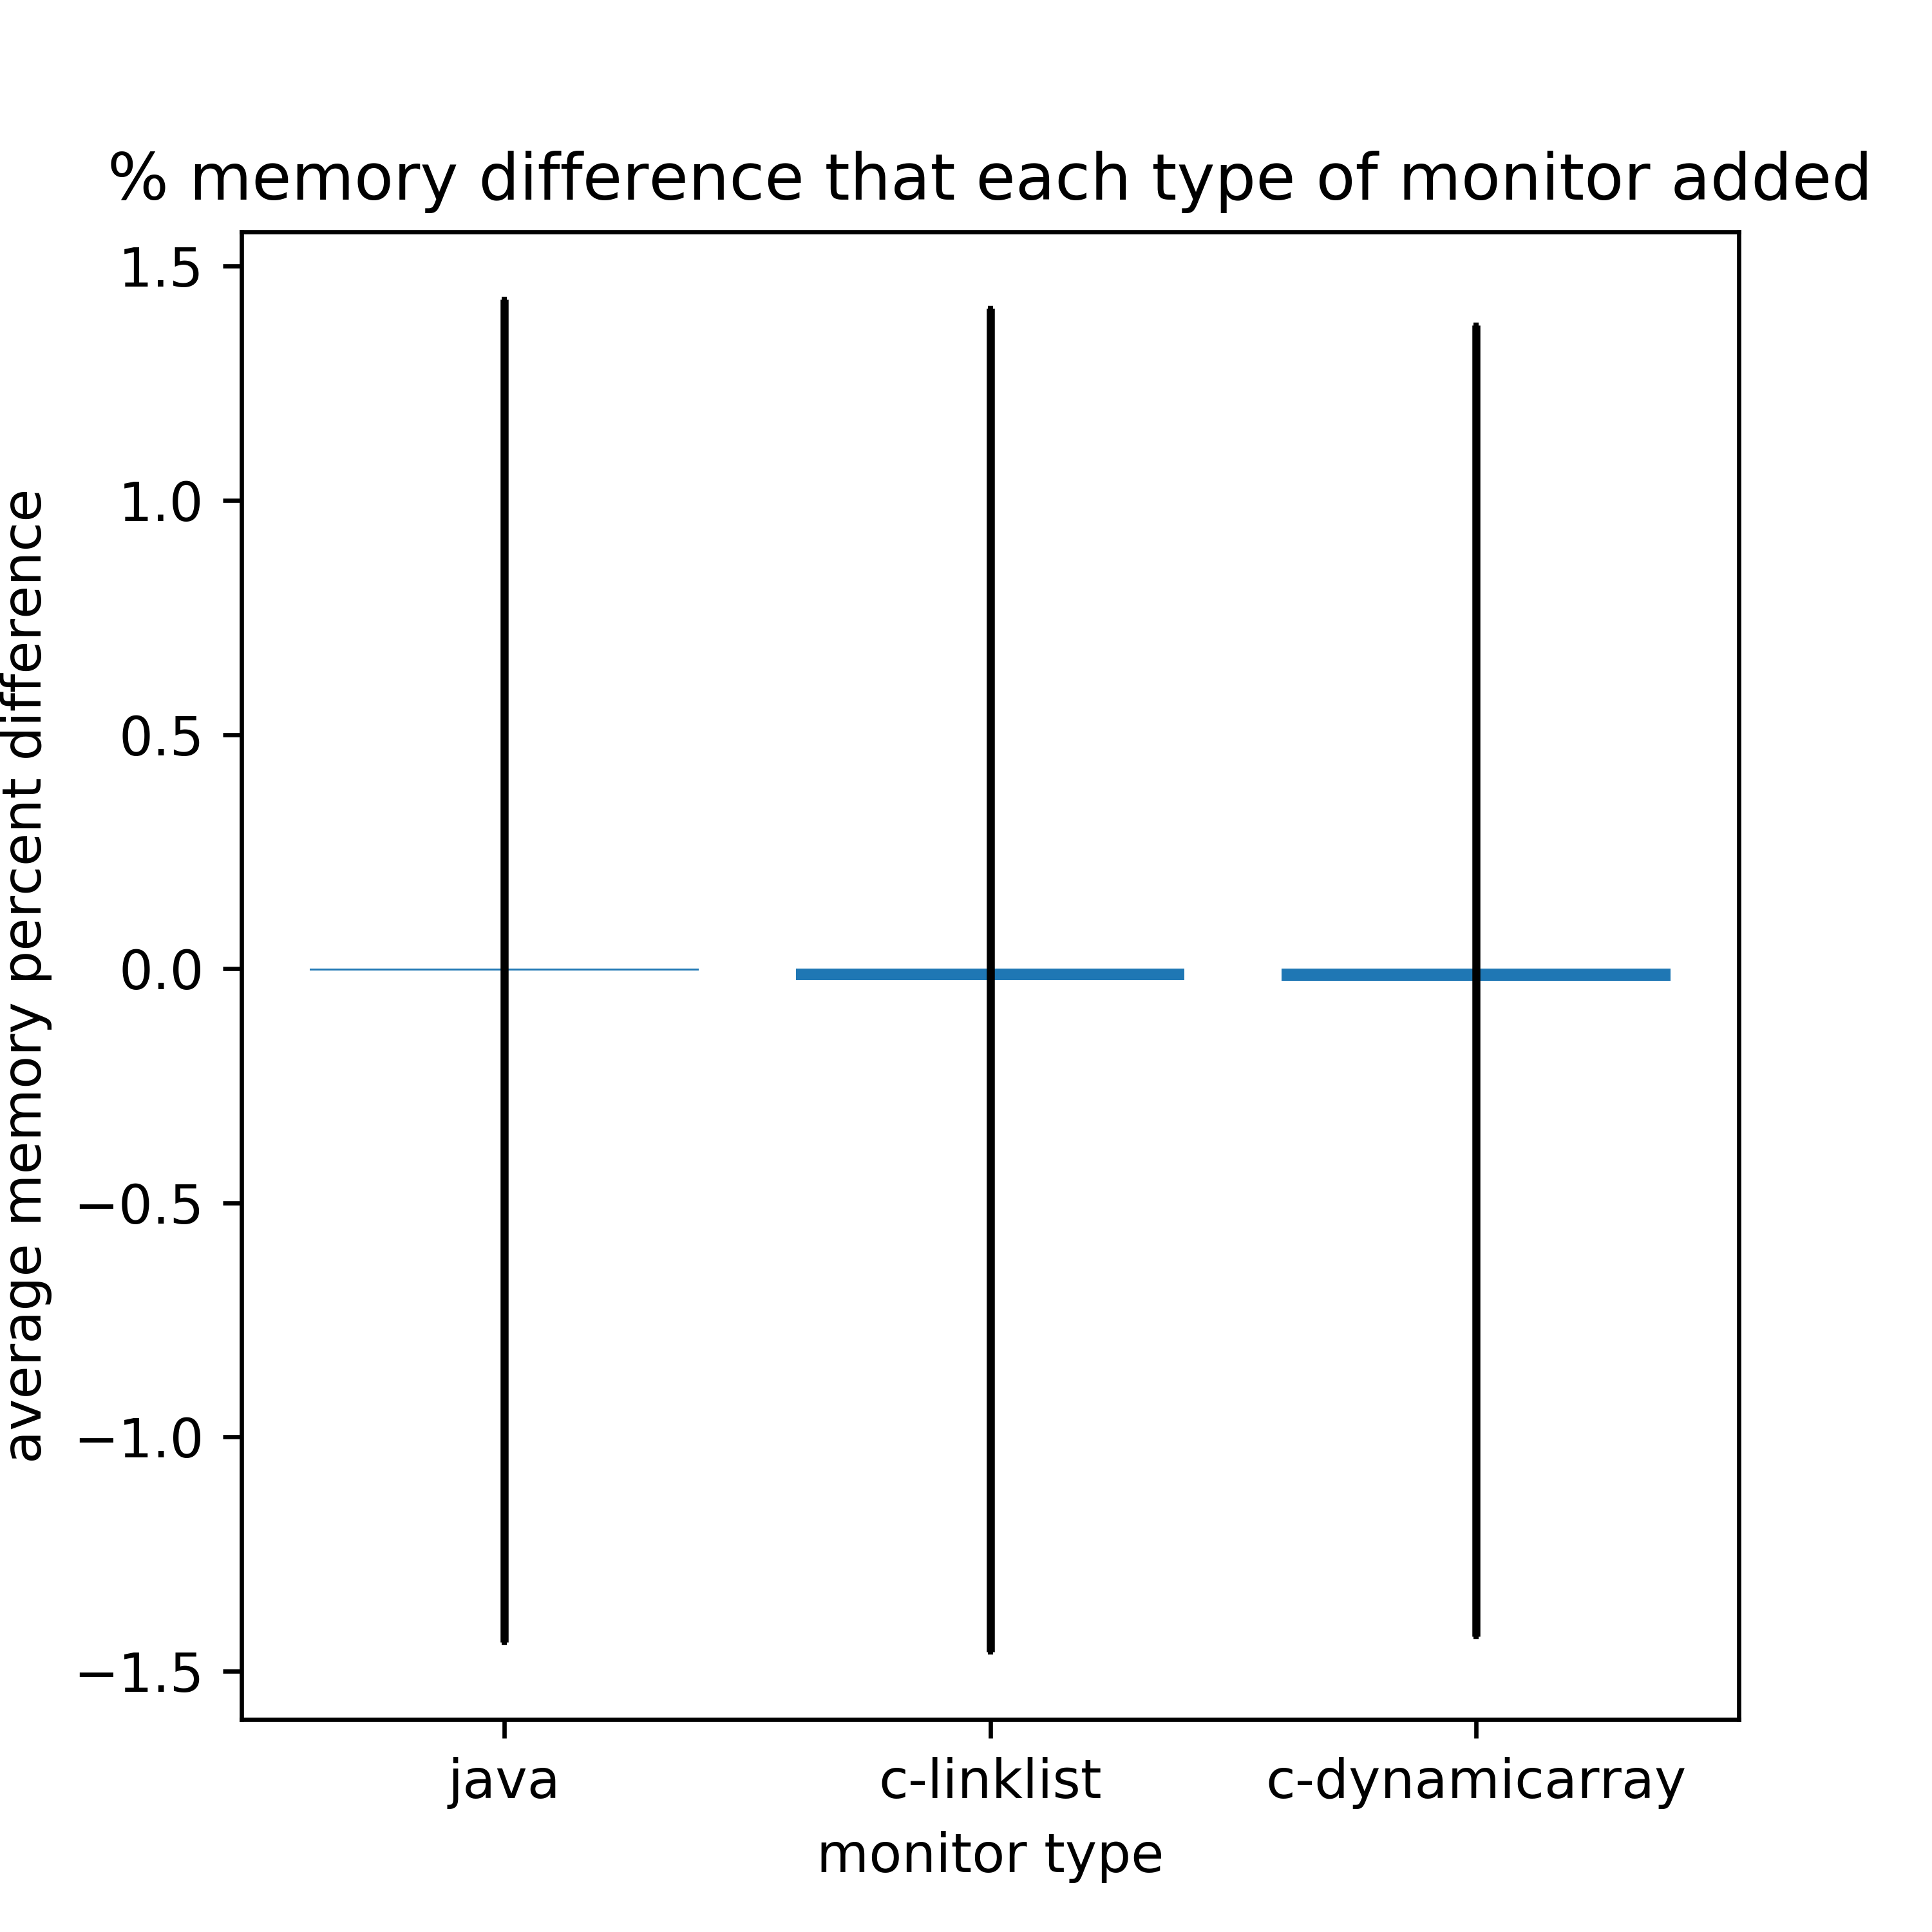 % memory difference that each type of monitor added
average memory percent difference
1.5
1.0
0.5
0.0
−0.5
−1.0
−1.5
java
c-linklist
c-dynamicarray
monitor type